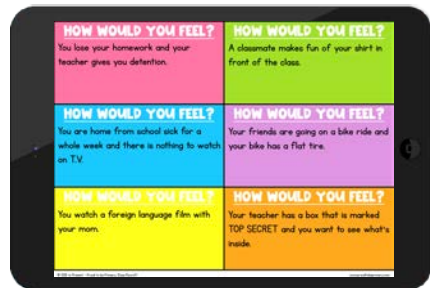 HOW WOULD YOU FEEL?
You lose your homework and your
teacher gives you detention.
HOW WOULD YOU FEEL?
A classmate makes fun of your shirt in
front of the class.
HOW WOULD YOU FEEL?
You are home from school sick for a
whole week and there is nothing to watch
on T.V.
HOW WOULD YOU FEEL?
Your friends are going on a bike ride and
your bike has a flat tire.
HOW WOULD YOU FEEL?
You watch a foreign language film with
your mom.
HOW WOULD YOU FEEL?
Your teacher has a box that is marked
TOP SECRET and you want to see what's
inside.